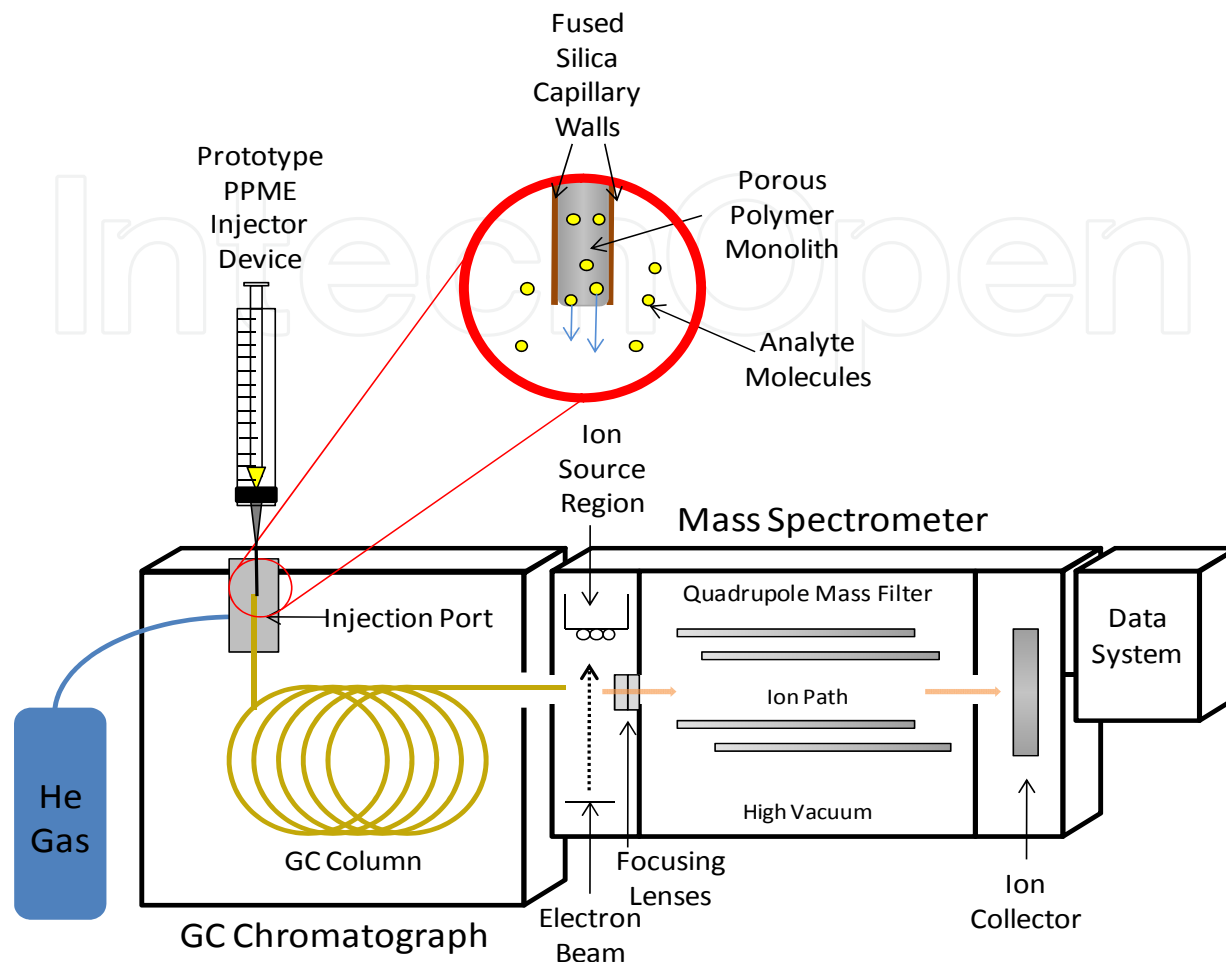 Fused
Silica
Capillary
Walls
Prototype
PPME
Injector
Device
Porous
Polymer
Monolith
IntechOpen
Analyte
Molecules
Ion
Source
Region
Mass Spectrometer
Injection Port
Quadrupole Mass Filter
Data
System
Ion Path
He
Gas
High Vacuum
GC Column
Focusing
Lenses
Electron
Beam
Ion
Collector
GC Chromatograph